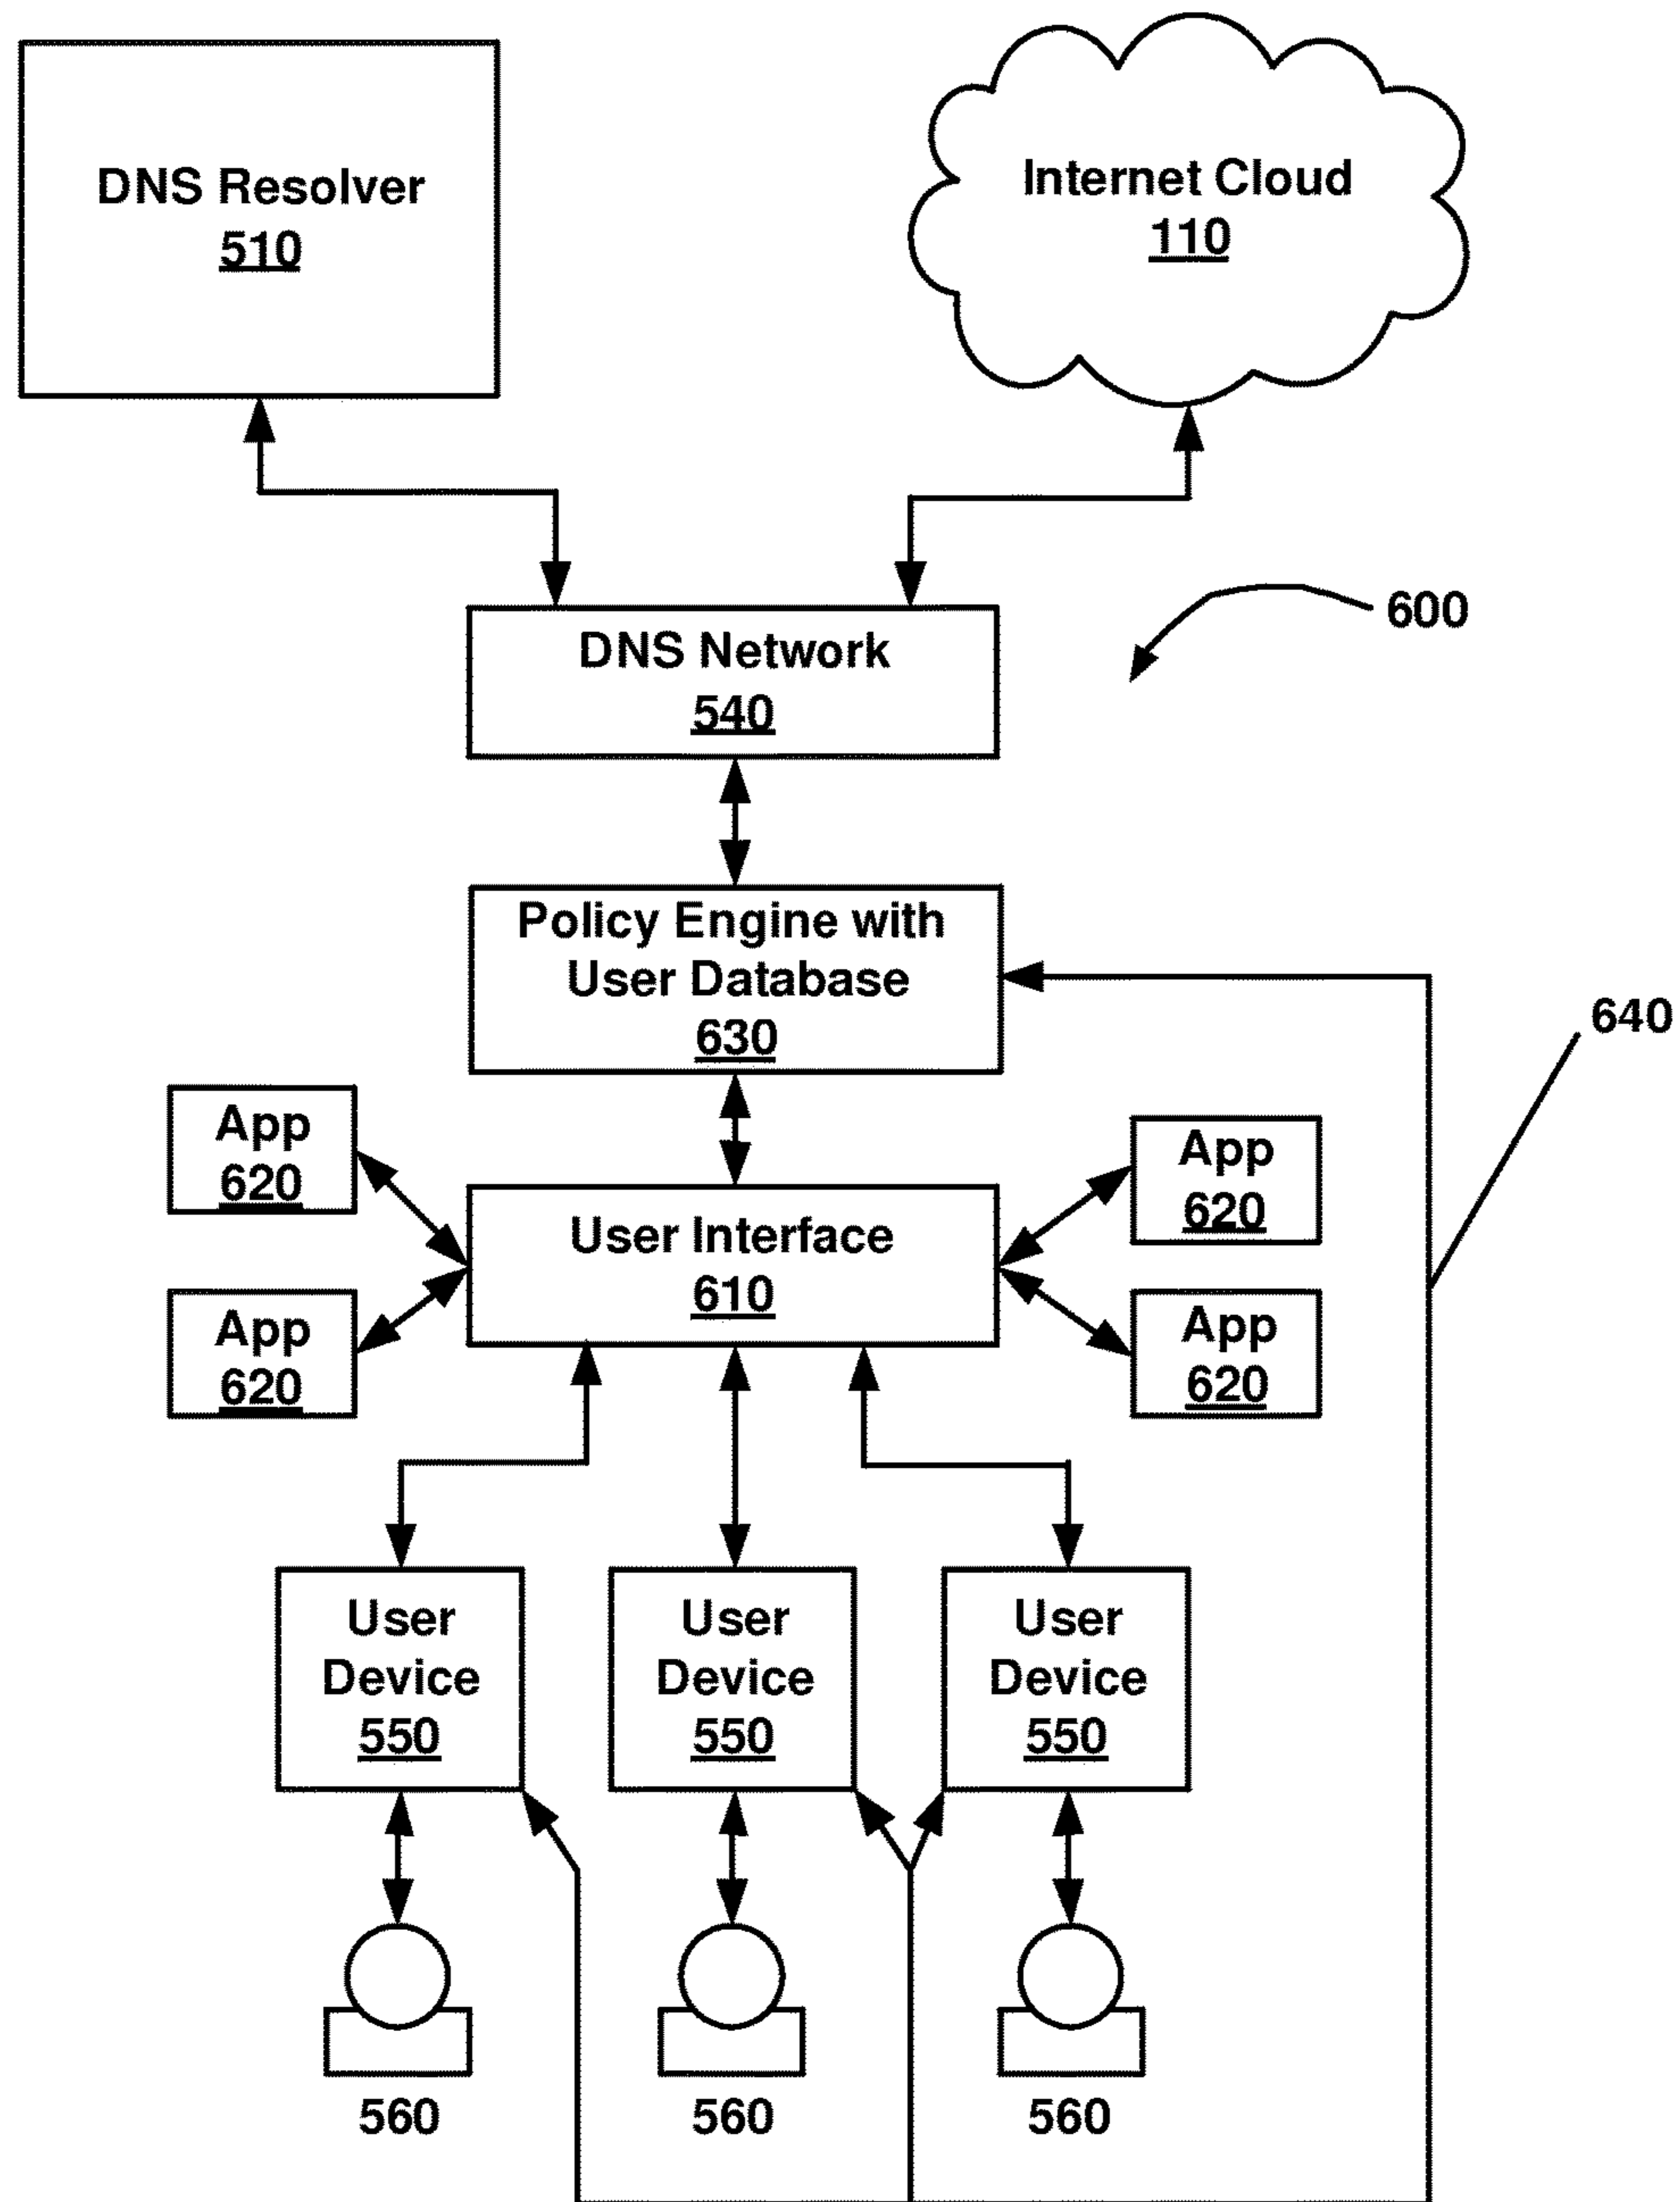 DNS Resolver
510
Internet Cloud
110
600
DNS Network
540
Policy Engine with
User Database
630
640
App
620
App
620
User Interface
610
App
620
App
620
User
Device
550
User
Device
550
User
Device
550
560
560
560